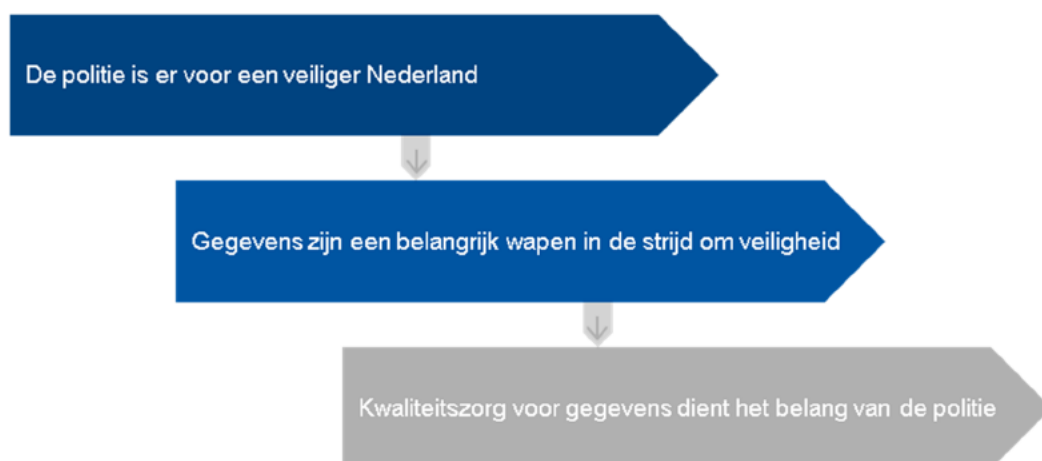 De politie is er voor een veiliger Nederland
Gegevens zijn een belangrijk wapen in de strijd om veiligheid
Kwaliteitszorg voor gegevens dient het belang van de politie